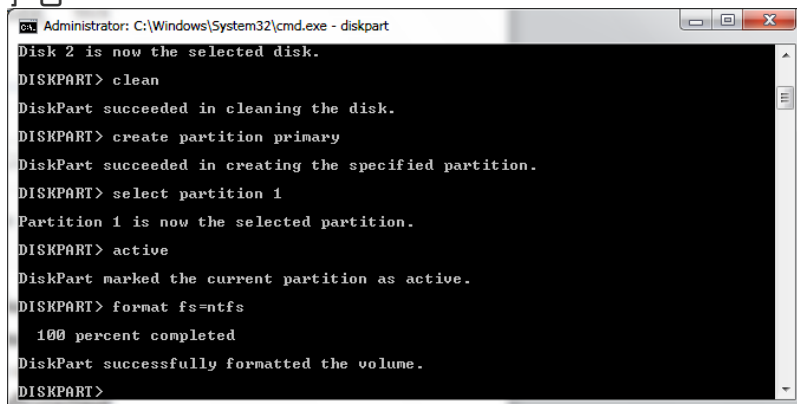 Administrator: C:\Windows\System32\cmd.exe - diskpart
Disk 2 is now the selected disk.
DISKPART> clean
DiskPart succeeded in cleaning the disk.
DISKPART> create partition primary
DiskPart succeeded in creating the specified partition.
DISKPART> select partition 1
Partition 1 is now the selected partition.
DISKPART> active
DiskPart marked the current partition as active.
DISKPART> format fs=ntfs
100 percent completed
DiskPart successfully formatted the volume.
DISKPART>